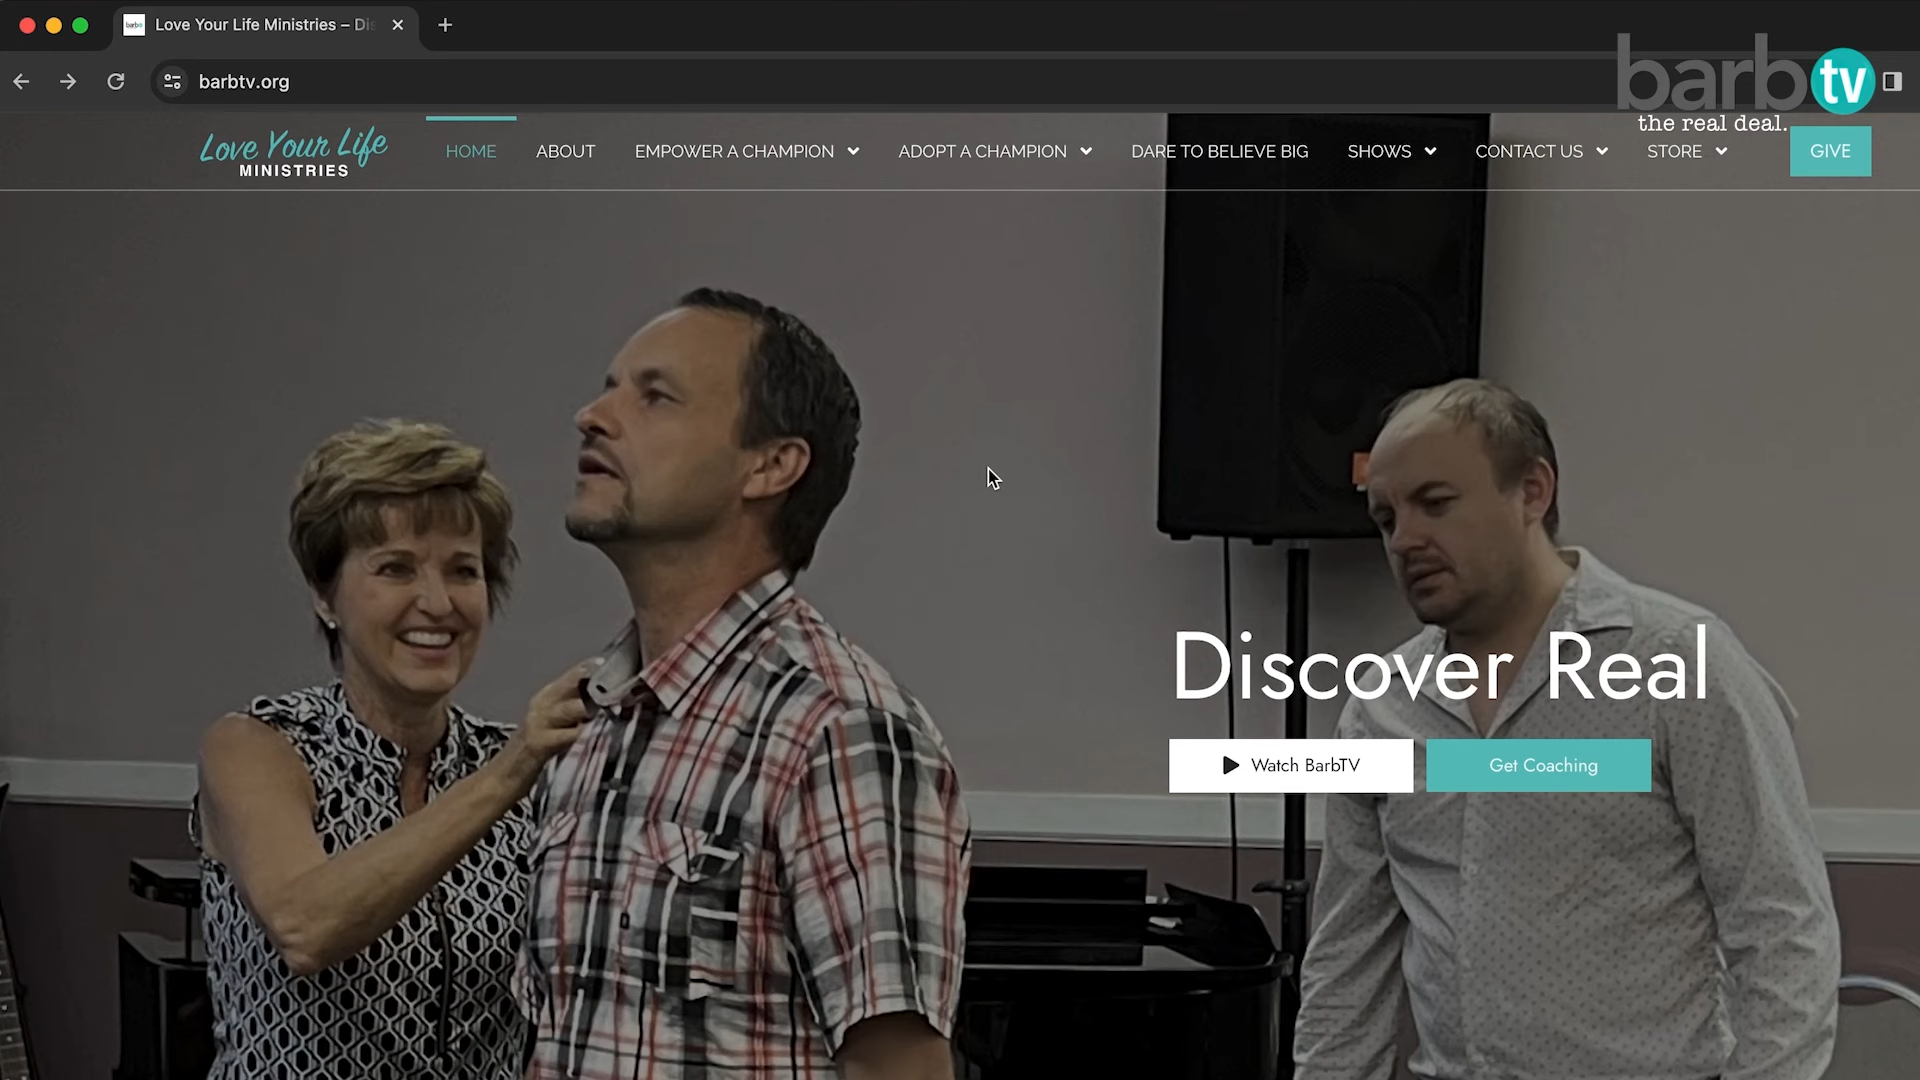 barb
Love Your Life Ministries – Dis
barbtv.org
barb tv
the real deal.
Love Your Life
MINISTRIES
HOME
ABOUT
EMPOWER A CHAMPION
ADOPT A CHAMPION
DARE TO BELIEVE BIG
SHOWS
CONTACT US
STORE
GIVE
Discover Real
Watch BarbTV
Get Coaching